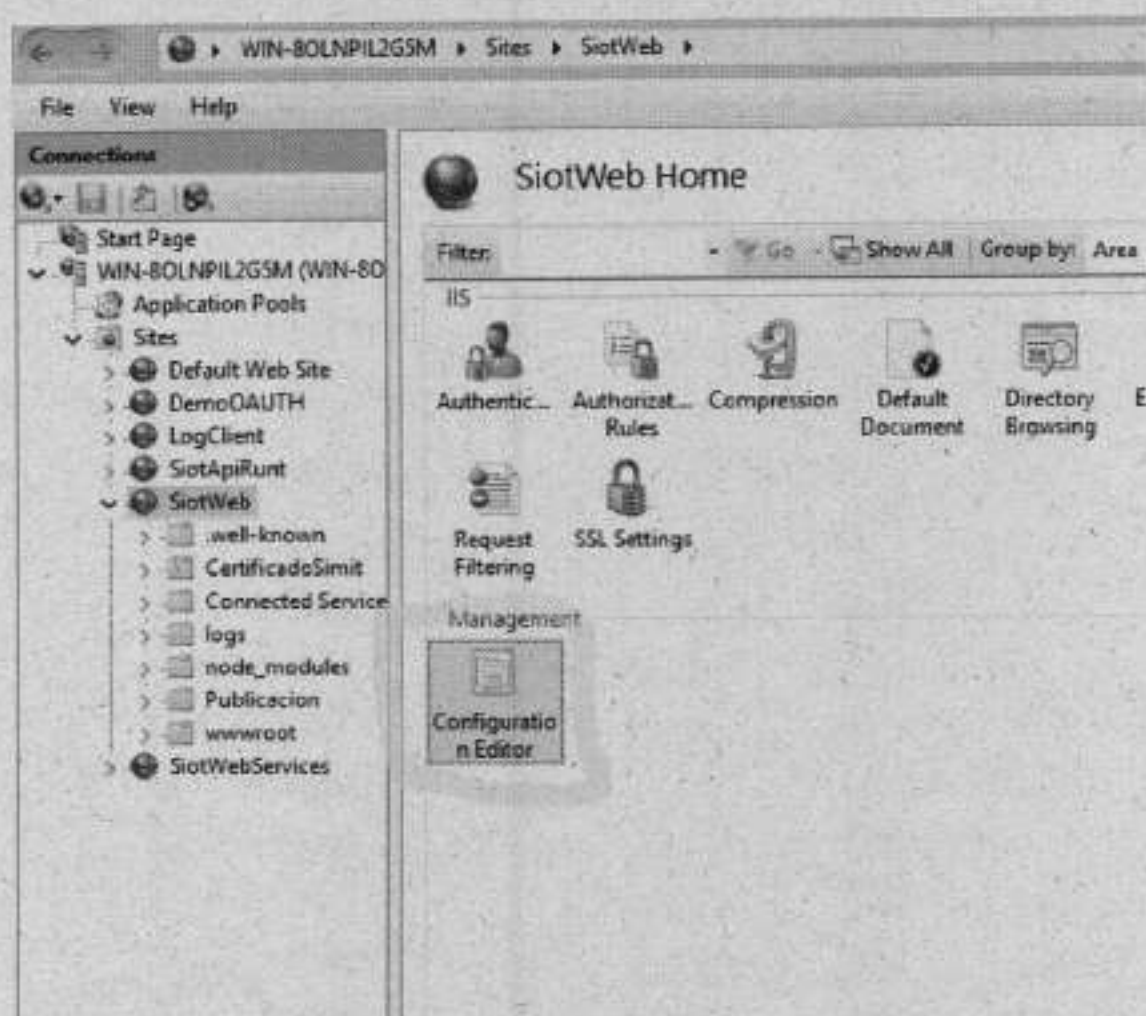 WIN-8OLNPIL2G5M Sites SiotWeb
File View Help
Connections
SiotWeb Home
Start Page
WIN-8OLNPIL2G5M (WIN-8O
Application Pools
Sites
Default Web Site
DemoOAUTH
LogClient
SiotApiRunt
SiotWeb
.well-known
CertificadoSimit
Connected Service
logs
node_modules
Publicacion
wwwroot
SiotWebServices
Filter: Go Show All Group by: Area
IIS
Authentic...
Authorizat...
Rules
Compression
Default
Document
Directory
Browsing
E
Request
Filtering
SSL Settings
Management
Configuratio
n Editor